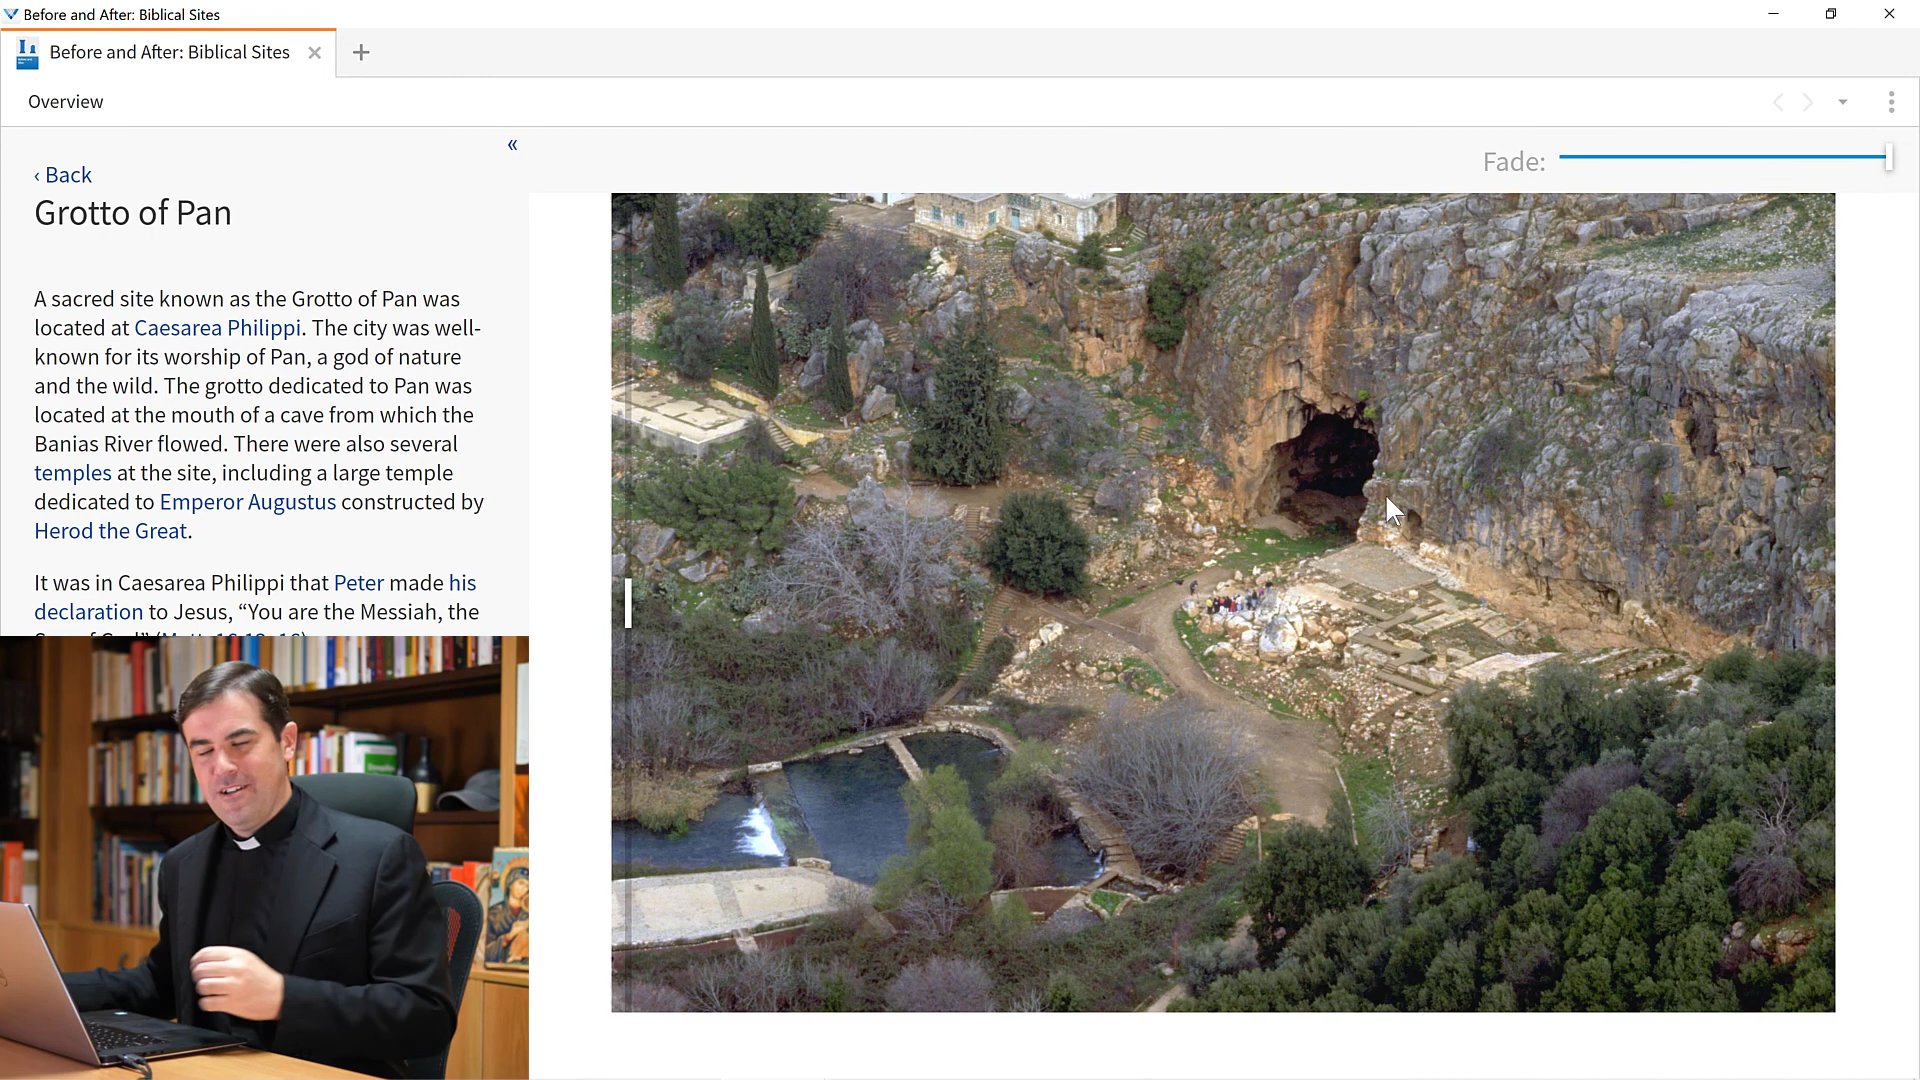 Before and After: Biblical Sites
Before and After: Biblical Sites
Overview
«
Fade:
‹ Back
Grotto of Pan
A sacred site known as the Grotto of Pan was
located at Caesarea Philippi. The city was well-
known for its worship of Pan, a god of nature
and the wild. The grotto dedicated to Pan was
located at the mouth of a cave from which the
Banias River flowed. There were also several
temples at the site, including a large temple
dedicated to Emperor Augustus constructed by
Herod the Great.
It was in Caesarea Philippi that Peter made his
declaration to Jesus, “You are the Messiah, the